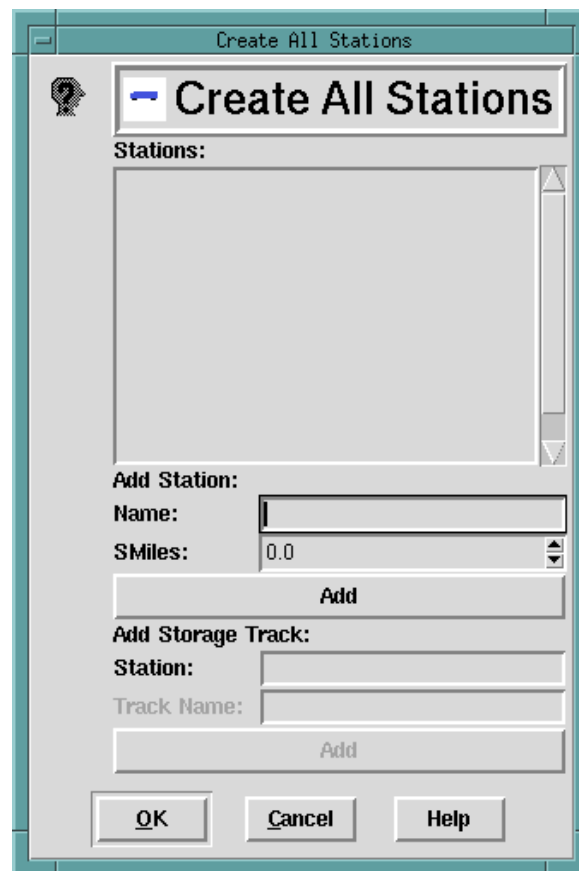 Create All Stations
Create All Stations
Stations:
Add Station:
Name:
SMiles: 0.0
Add
Add Storage Track:
Station:
Track Name:
Add
OK Cancel Help